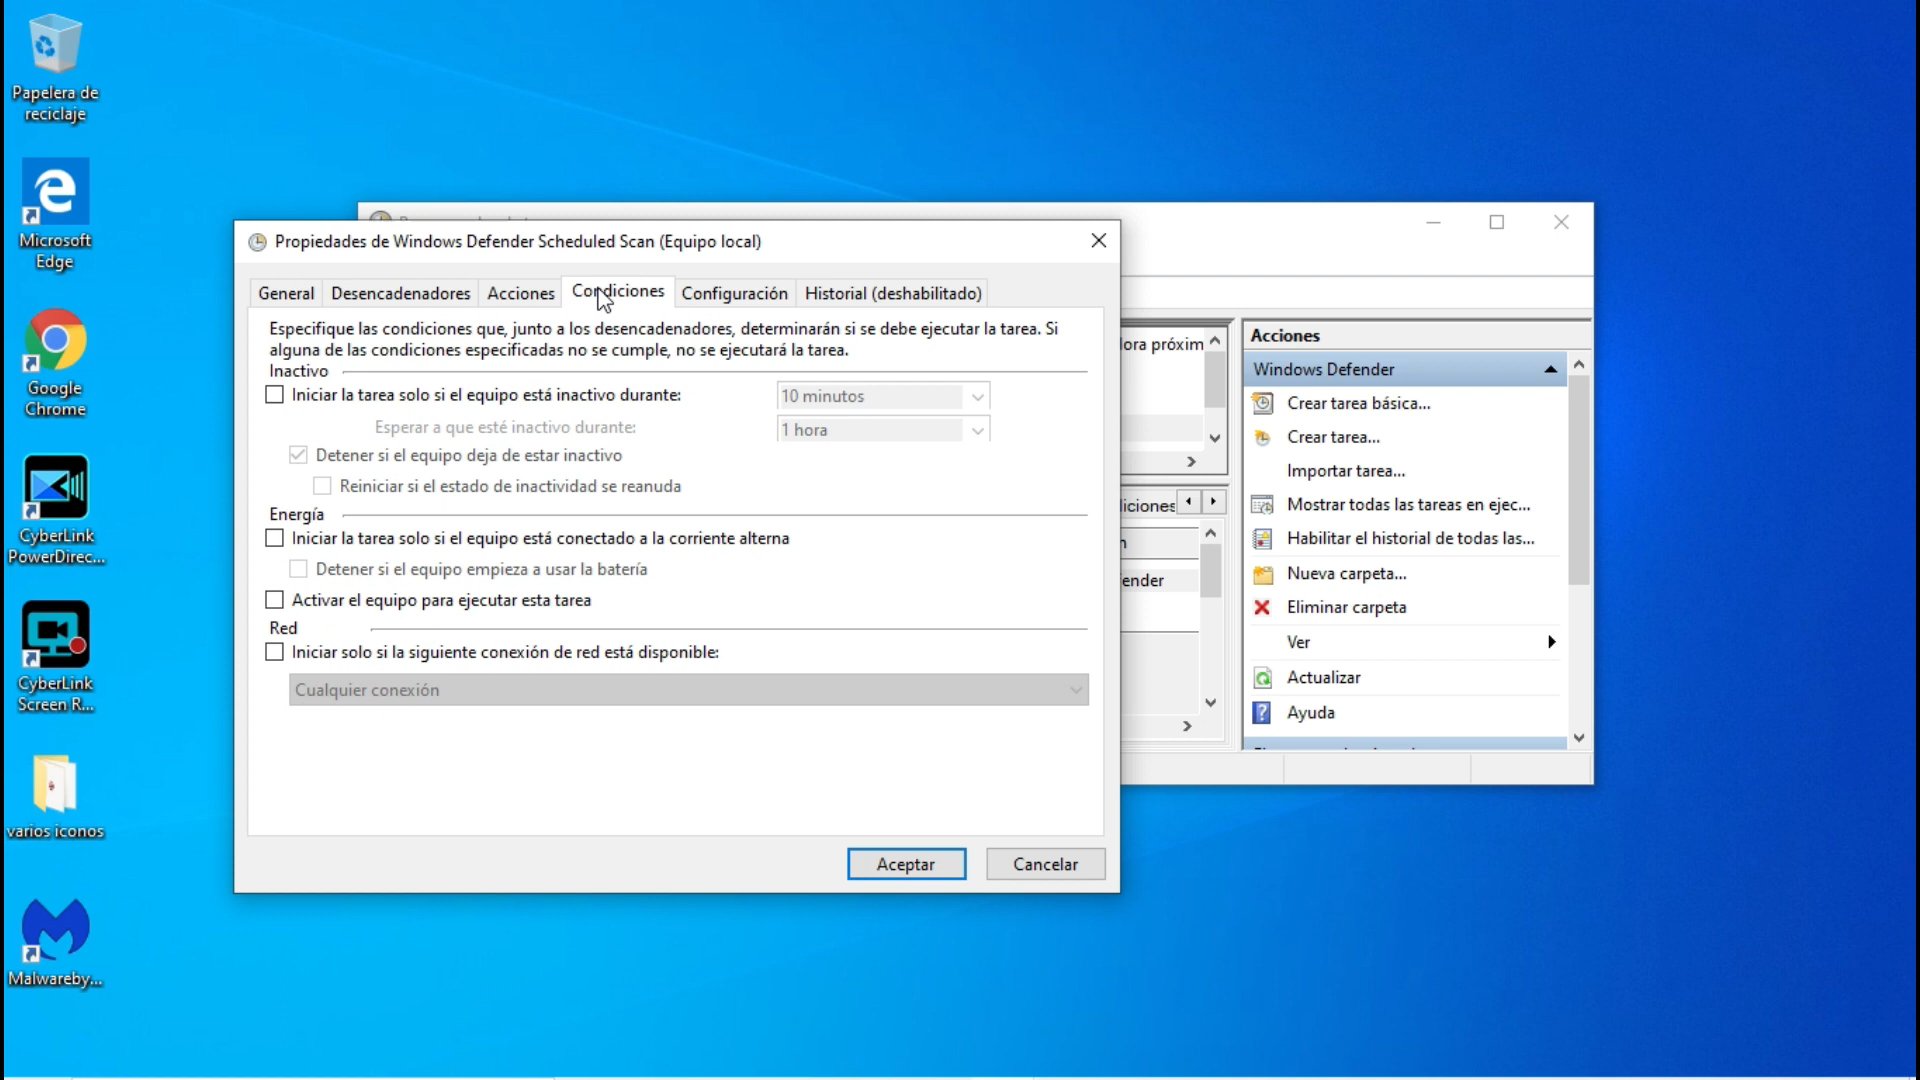 Papelera de
reciclaje
Microsoft
Edge
Google
Chrome
CyberLink
PowerDirec...
CyberLink
Screen R...
varios iconos
Malwareby...
Propiedades de Windows Defender Scheduled Scan (Equipo local)
General Desencadenadores Acciones Condiciones Configuración Historial (deshabilitado)
Especifique las condiciones que, junto a los desencadenadores, determinarán si se debe ejecutar la tarea. Si
alguna de las condiciones especificadas no se cumple, no se ejecutará la tarea.
Inactivo
Iniciar la tarea solo si el equipo está inactivo durante: 10 minutos
Esperar a que esté inactivo durante: 1 hora
Detener si el equipo deja de estar inactivo
Reiniciar si el estado de inactividad se reanuda
Energía
Iniciar la tarea solo si el equipo está conectado a la corriente alterna
Detener si el equipo empieza a usar la batería
Activar el equipo para ejecutar esta tarea
Red
Iniciar solo si la siguiente conexión de red está disponible:
Cualquier conexión
Aceptar Cancelar
lora próxim
liciones
n
fender
Acciones
Windows Defender
Crear tarea básica...
Crear tarea...
Importar tarea...
Mostrar todas las tareas en ejec...
Habilitar el historial de todas las...
Nueva carpeta...
Eliminar carpeta
Ver
Actualizar
Ayuda